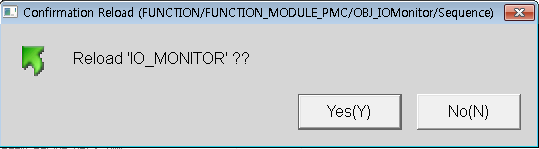 Confirmation Reload (FUNCTION/FUNCTION_MODULE_PMC/OBJ_IOMonitor/Sequence)
Reload 'IO_MONITOR' ??
Yes(Y) No(N)